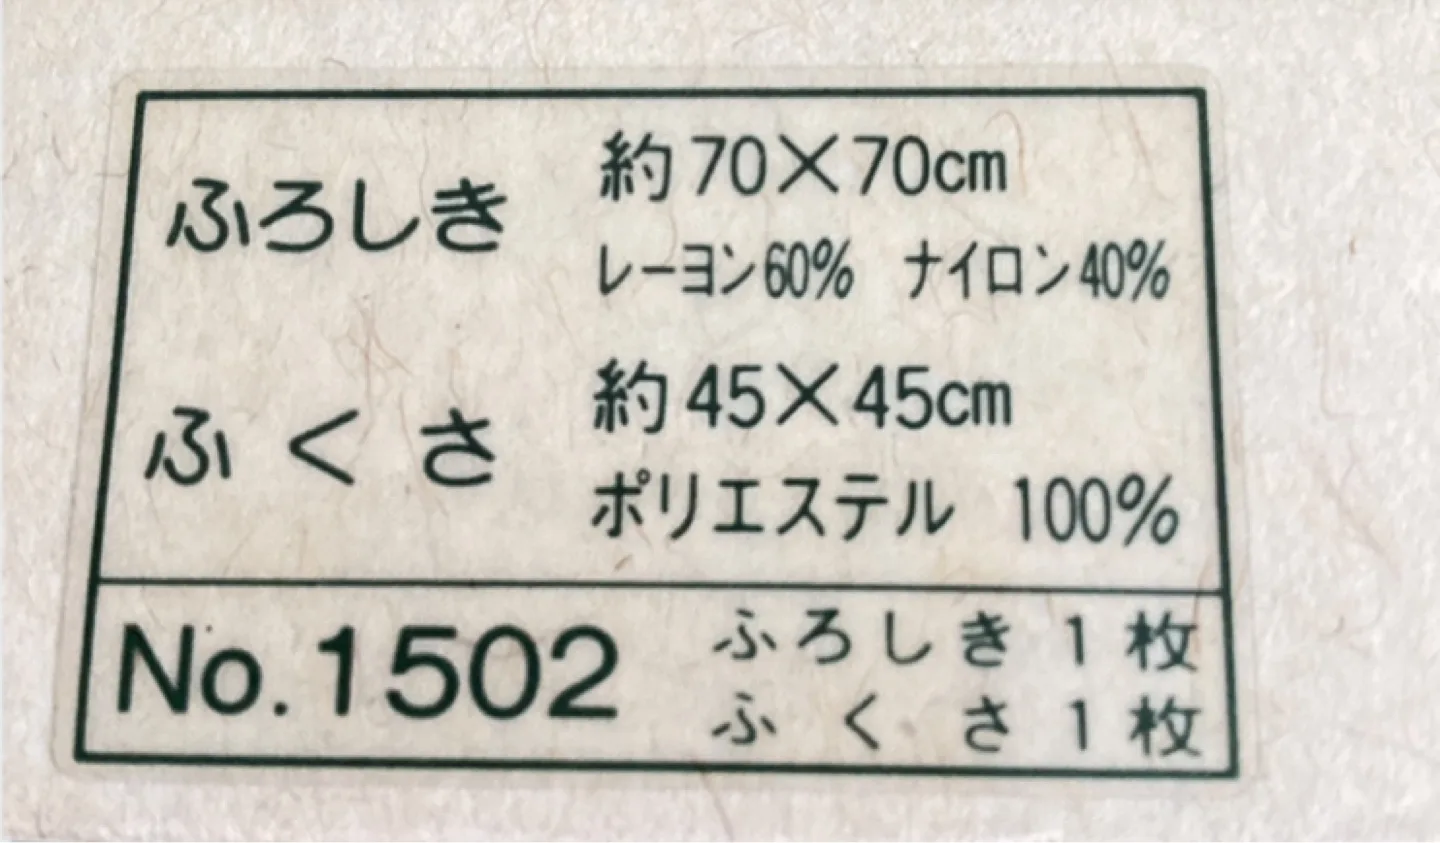 ふろしき 約70×70cm
レーヨン60% ナイロン40%
ふくさ 約45×45cm
ポリエステル 100%
No.1502 ふろしき1枚
ふくさ1枚